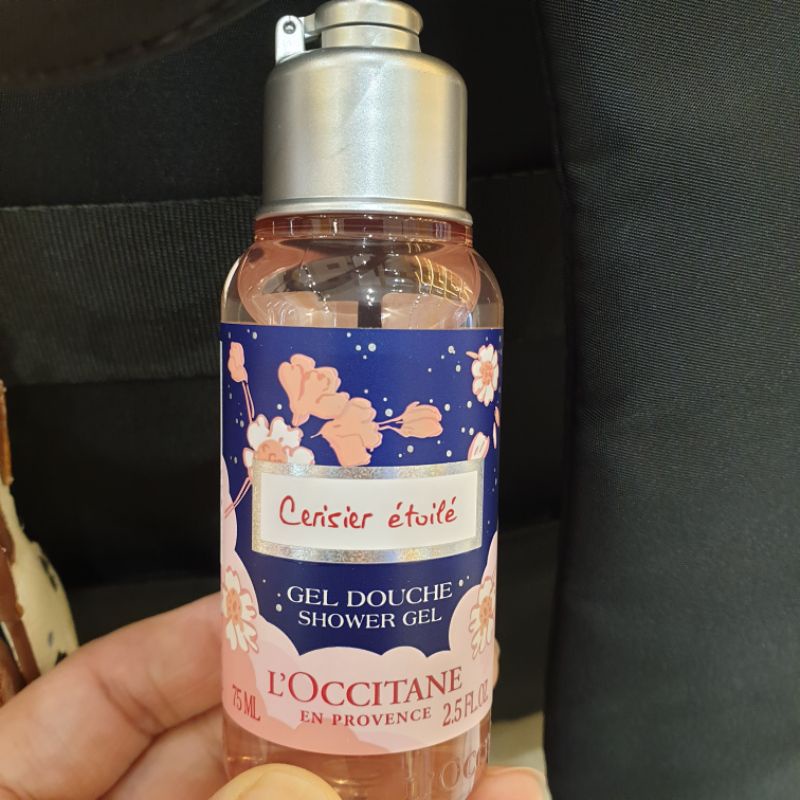 Cerisier étoilé
GEL DOUCHE
SHOWER GEL
L'OCCITANE
EN PROVENCE
75 ML
2.5 FL.OZ